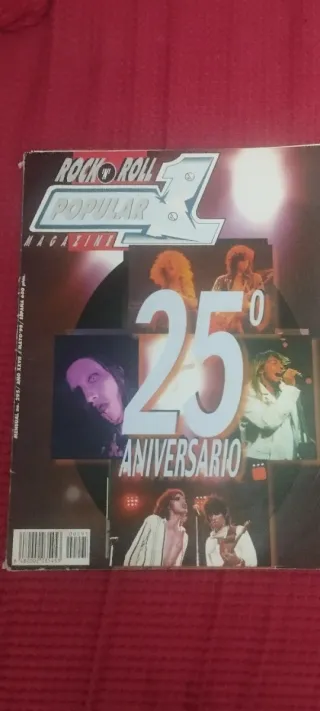 ROCK 'N' ROLL
POPULAR 1
MAGAZINE
25º
ANIVERSARIO